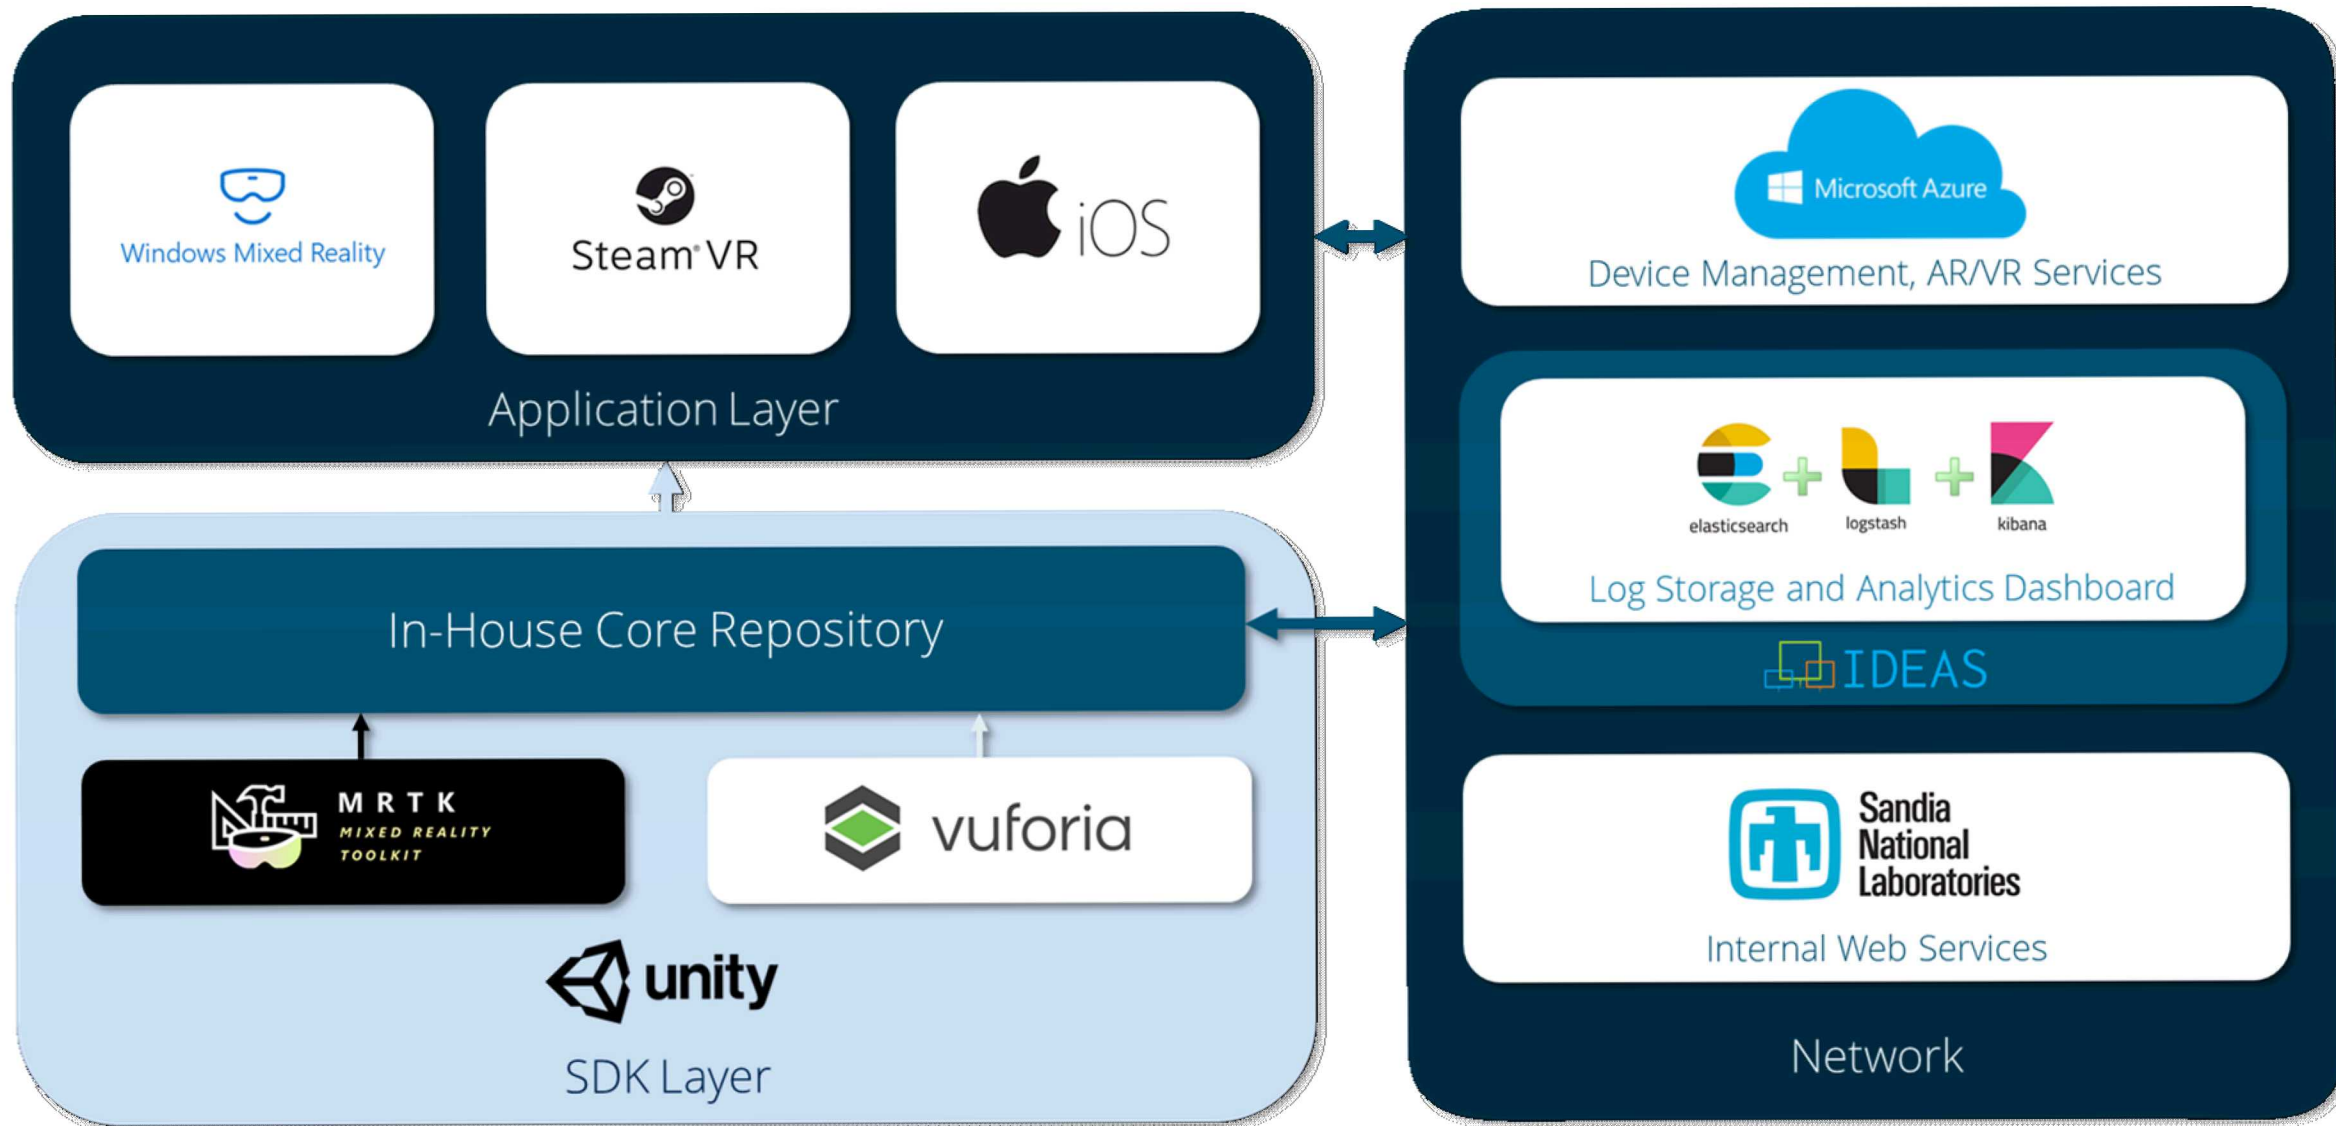 Windows Mixed Reality
Steam®VR
iOS
Application Layer
In-House Core Repository
MRTK
MIXED REALITY
TOOLKIT
vuforia
unity
SDK Layer
Microsoft Azure
Device Management, AR/VR Services
elasticsearch
logstash
kibana
Log Storage and Analytics Dashboard
IDEAS
Sandia
National
Laboratories
Internal Web Services
Network